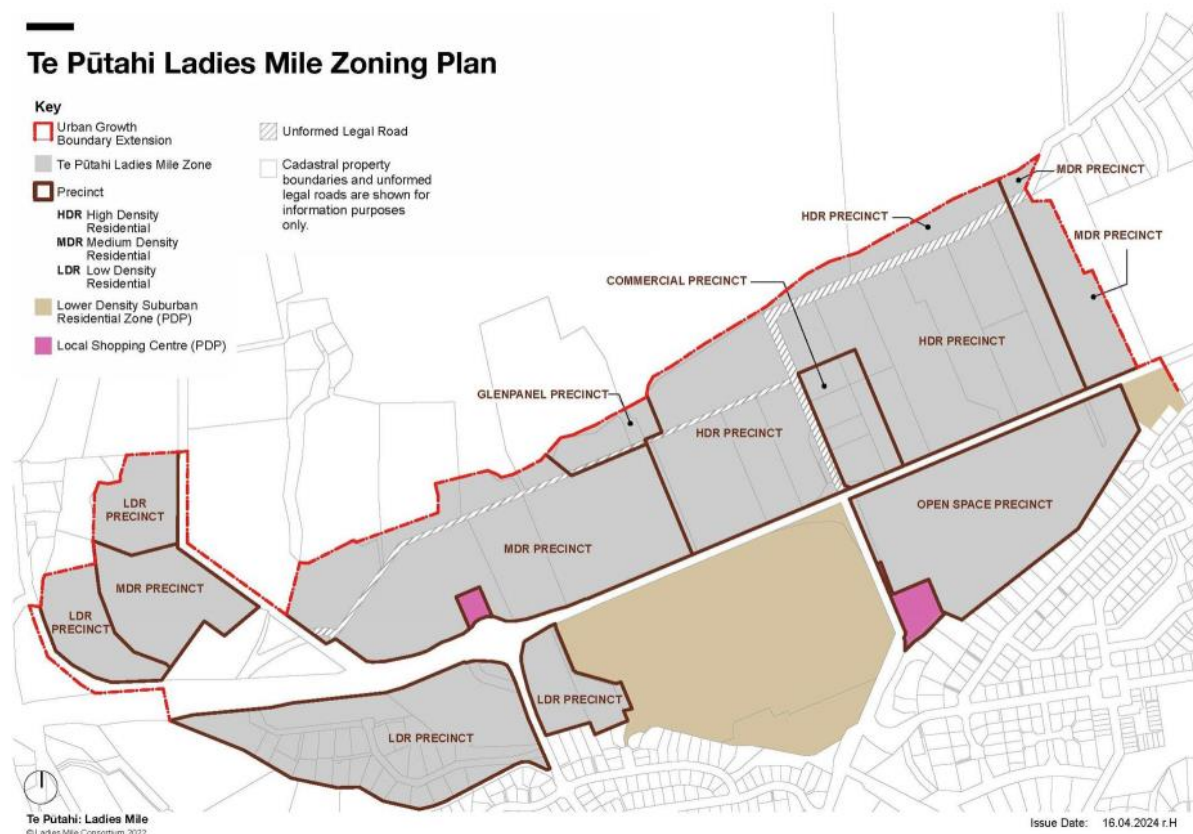 Te Pūtahi Ladies Mile Zoning Plan
Key
Urban Growth
Boundary Extension
Te Pūtahi Ladies Mile Zone
Precinct
HDR High Density
Residential
MDR Medium Density
Residential
LDR Low Density
Residential
Lower Density Suburban
Residential Zone (PDP)
Local Shopping Centre (PDP)
Unformed Legal Road
Cadastral property
boundaries and unformed
legal roads are shown for
information purposes
only.
MDR PRECINCT
HDR PRECINCT
MDR PRECINCT
COMMERCIAL PRECINCT
HDR PRECINCT
GLENPANEL PRECINCT
HDR PRECINCT
LDR
PRECINCT
OPEN SPACE PRECINCT
MDR PRECINCT
MDR PRECINCT
LDR
PRECINCT
LDR PRECINCT
LDR PRECINCT
Te Pūtahi: Ladies Mile
© Ladies Mile Consortium 2022
Issue Date: 16.04.2024 r.H